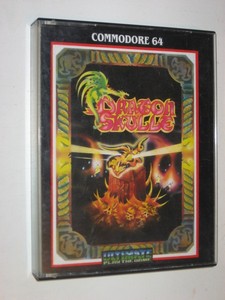 COMMODORE 64
DRAGON
SKULLE
ULTIMATE
PLAY THE GAME